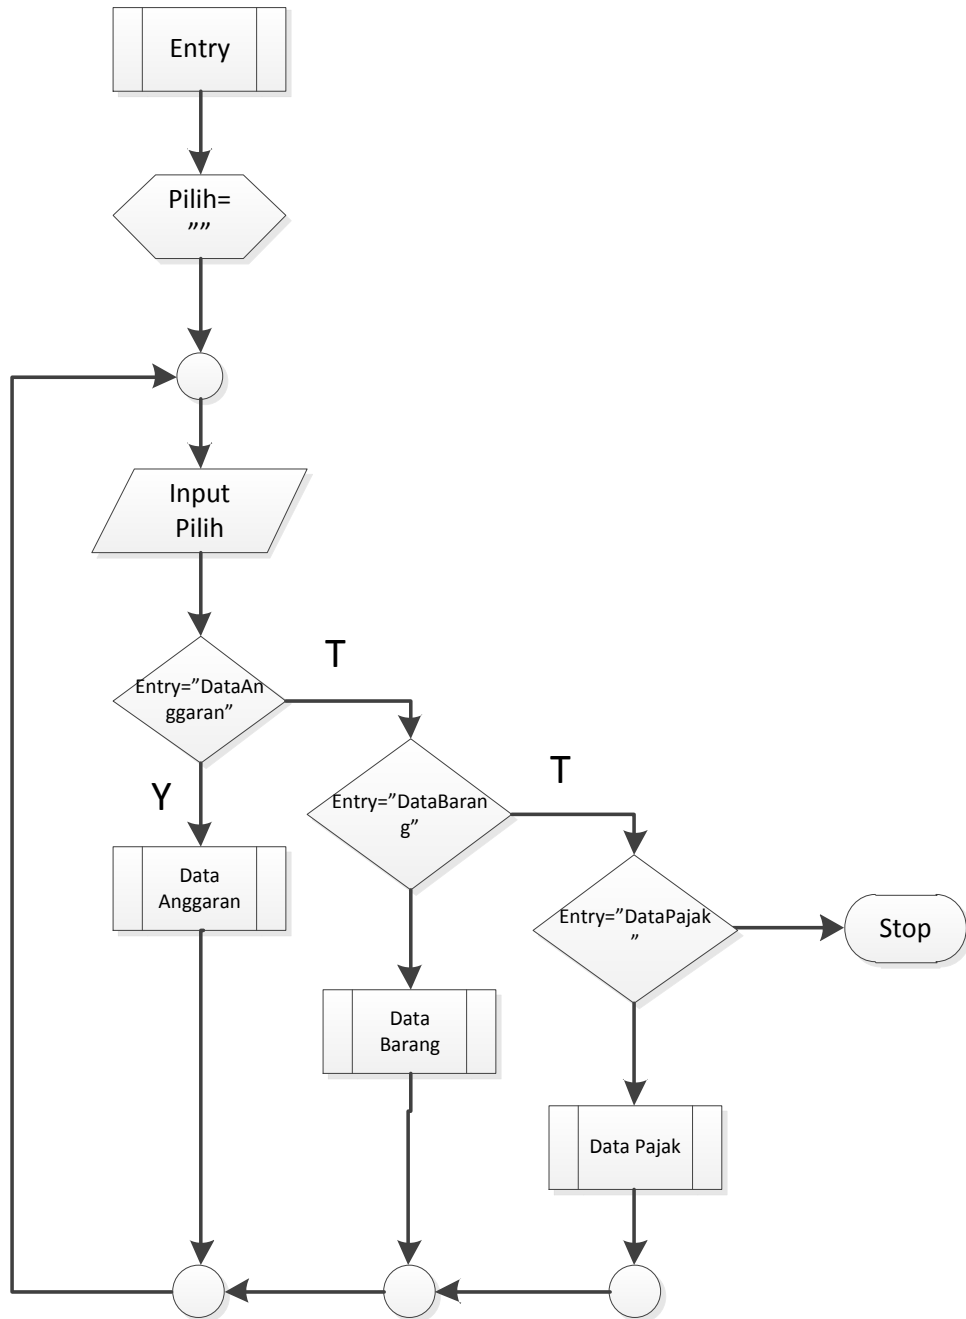 Entry
Pilih=
””
Input
Pilih
T
Entry=”DataAn
ggaran”
Y
T
Entry=”DataBaran
g”
Data
Anggaran
Entry=”DataPajak
”
Stop
Data
Barang
Data Pajak